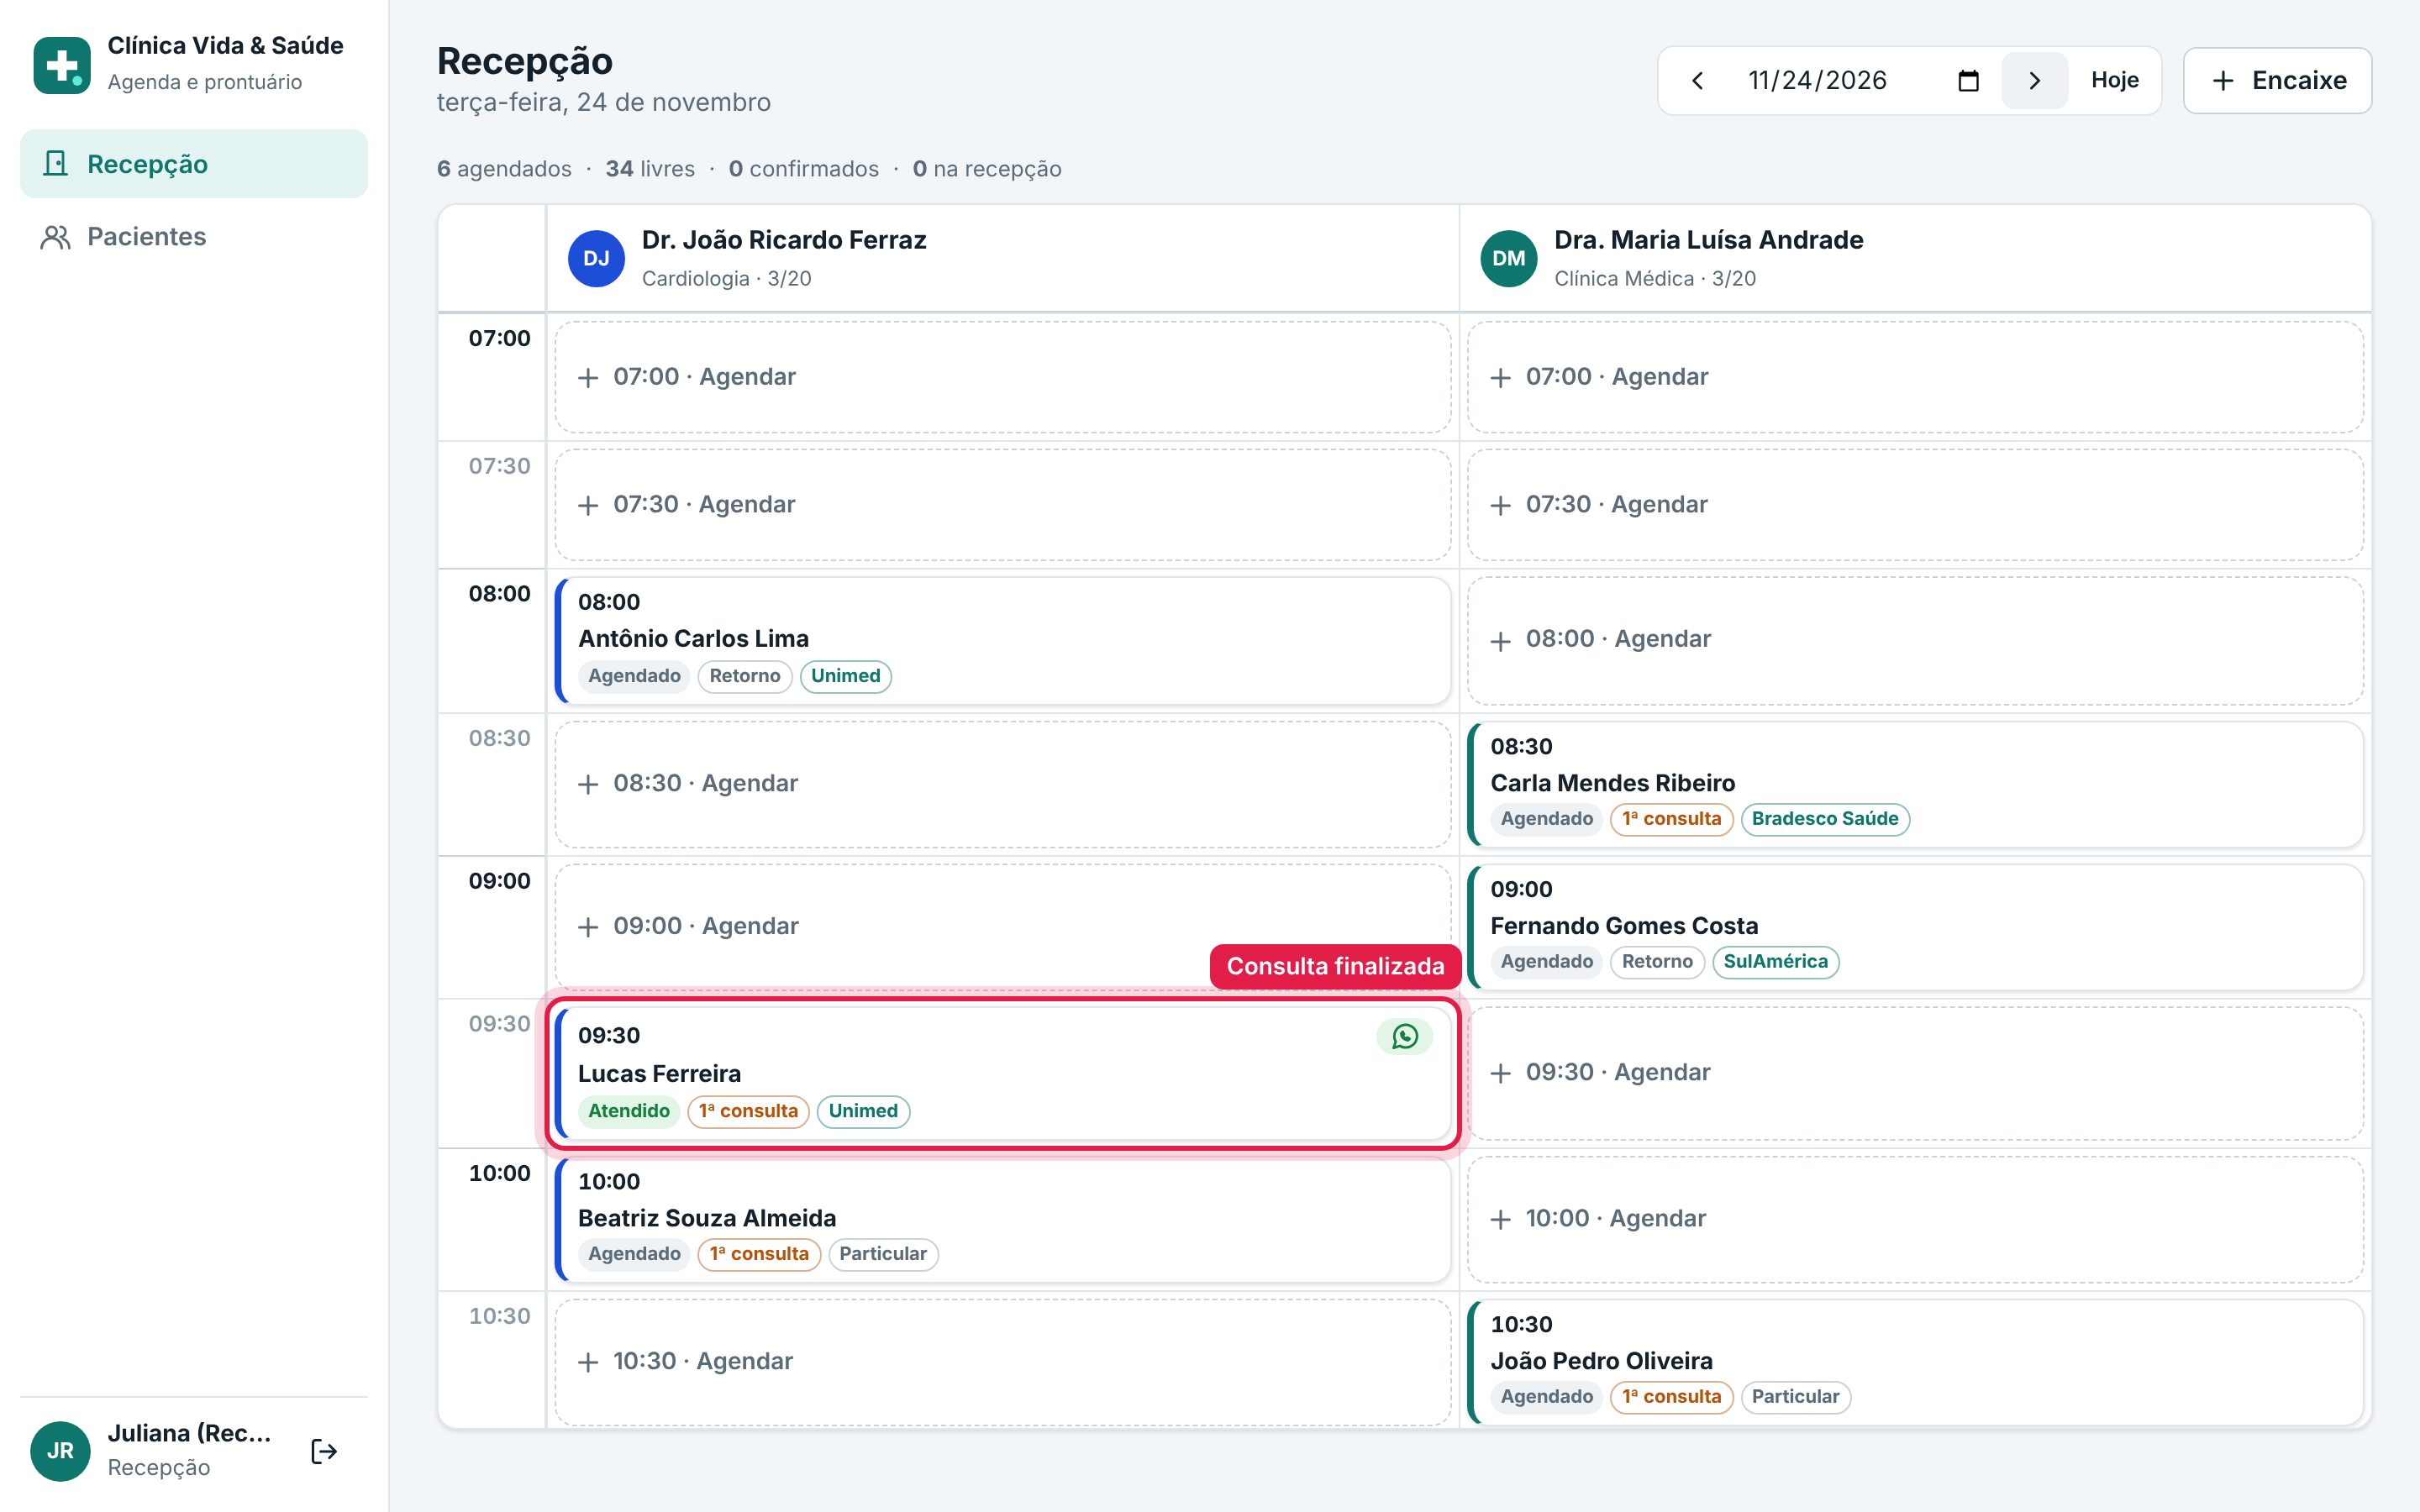 Clínica Vida & Saúde
Agenda e prontuário
Recepção
Pacientes
Juliana (Rec...
JR
Recepção
Recepção
terça-feira, 24 de novembro
11/24/2026
Hoje
+ Encaixe
6 agendados · 34 livres · 0 confirmados · 0 na recepção
DJ
Dr. João Ricardo Ferraz
Cardiologia · 3/20
DM
Dra. Maria Luísa Andrade
Clínica Médica · 3/20
07:00
+ 07:00 · Agendar
+ 07:00 · Agendar
07:30
+ 07:30 · Agendar
+ 07:30 · Agendar
08:00
08:00
Antônio Carlos Lima
Agendado Retorno Unimed
+ 08:00 · Agendar
08:30
+ 08:30 · Agendar
08:30
Carla Mendes Ribeiro
Agendado 1ª consulta Bradesco Saúde
09:00
+ 09:00 · Agendar
Consulta finalizada
09:00
Fernando Gomes Costa
Agendado Retorno SulAmérica
09:30
09:30
Lucas Ferreira
Atendido 1ª consulta Unimed
+ 09:30 · Agendar
10:00
10:00
Beatriz Souza Almeida
Agendado 1ª consulta Particular
+ 10:00 · Agendar
10:30
+ 10:30 · Agendar
10:30
João Pedro Oliveira
Agendado 1ª consulta Particular